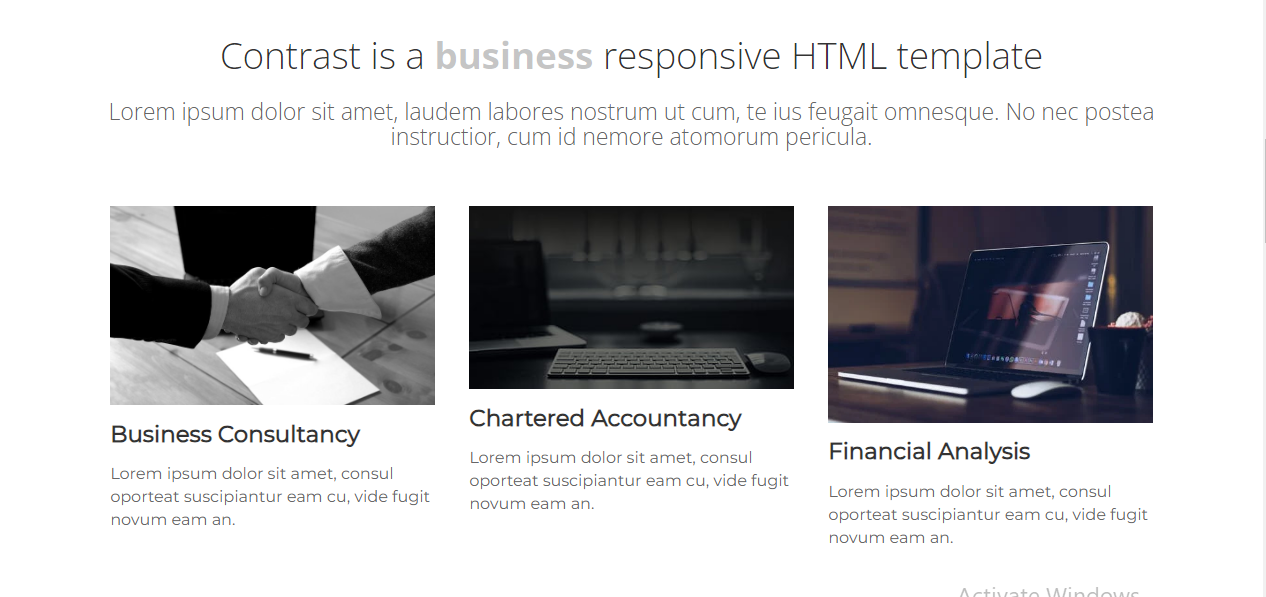 Contrast is a business responsive HTML template
Lorem ipsum dolor sit amet, laudem labores nostrum ut cum, te ius feugait omnesque. No nec postea
instructior, cum id nemore atomorum pericula.
Business Consultancy
Lorem ipsum dolor sit amet, consul
oporteat suscipiantur eam cu, vide fugit
novum eam an.
Chartered Accountancy
Lorem ipsum dolor sit amet, consul
oporteat suscipiantur eam cu, vide fugit
novum eam an.
Financial Analysis
Lorem ipsum dolor sit amet, consul
oporteat suscipiantur eam cu, vide fugit
novum eam an.
Activate Windows